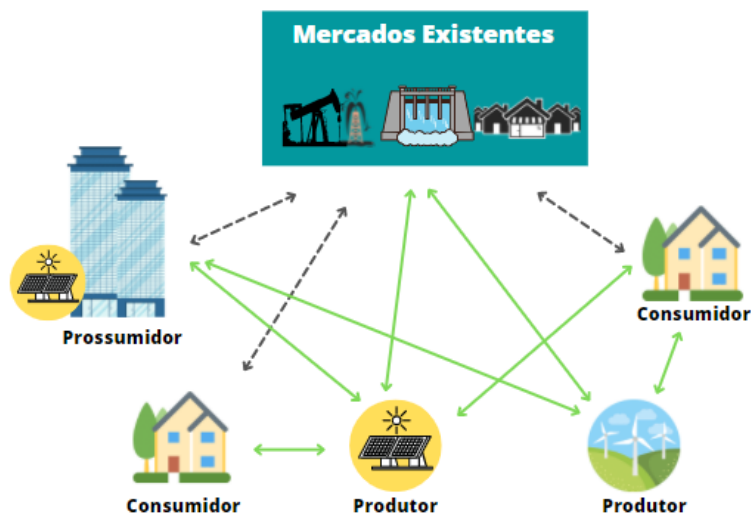 Mercados Existentes
Prossumidor
Consumidor
Consumidor
Produtor
Produtor